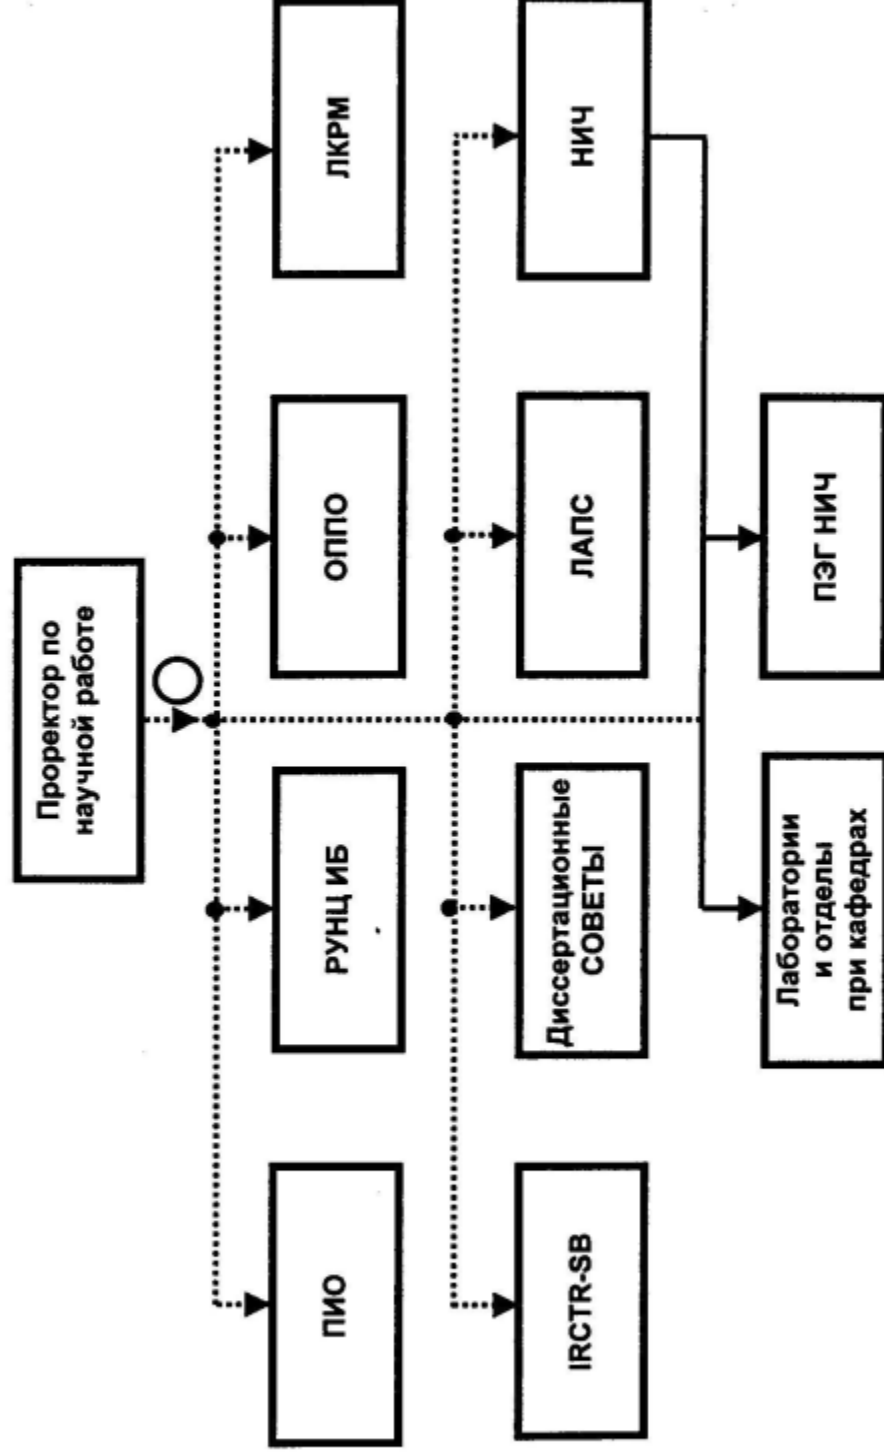 Проректор по
научной работе
ПИО
РУНЦ ИБ
ОППО
ЛКРМ
IRCTR-SB
Диссертационные
СОВЕТЫ
ЛАПС
НИЧ
Лаборатории
и отделы
при кафедрах
ПЭГ НИЧ